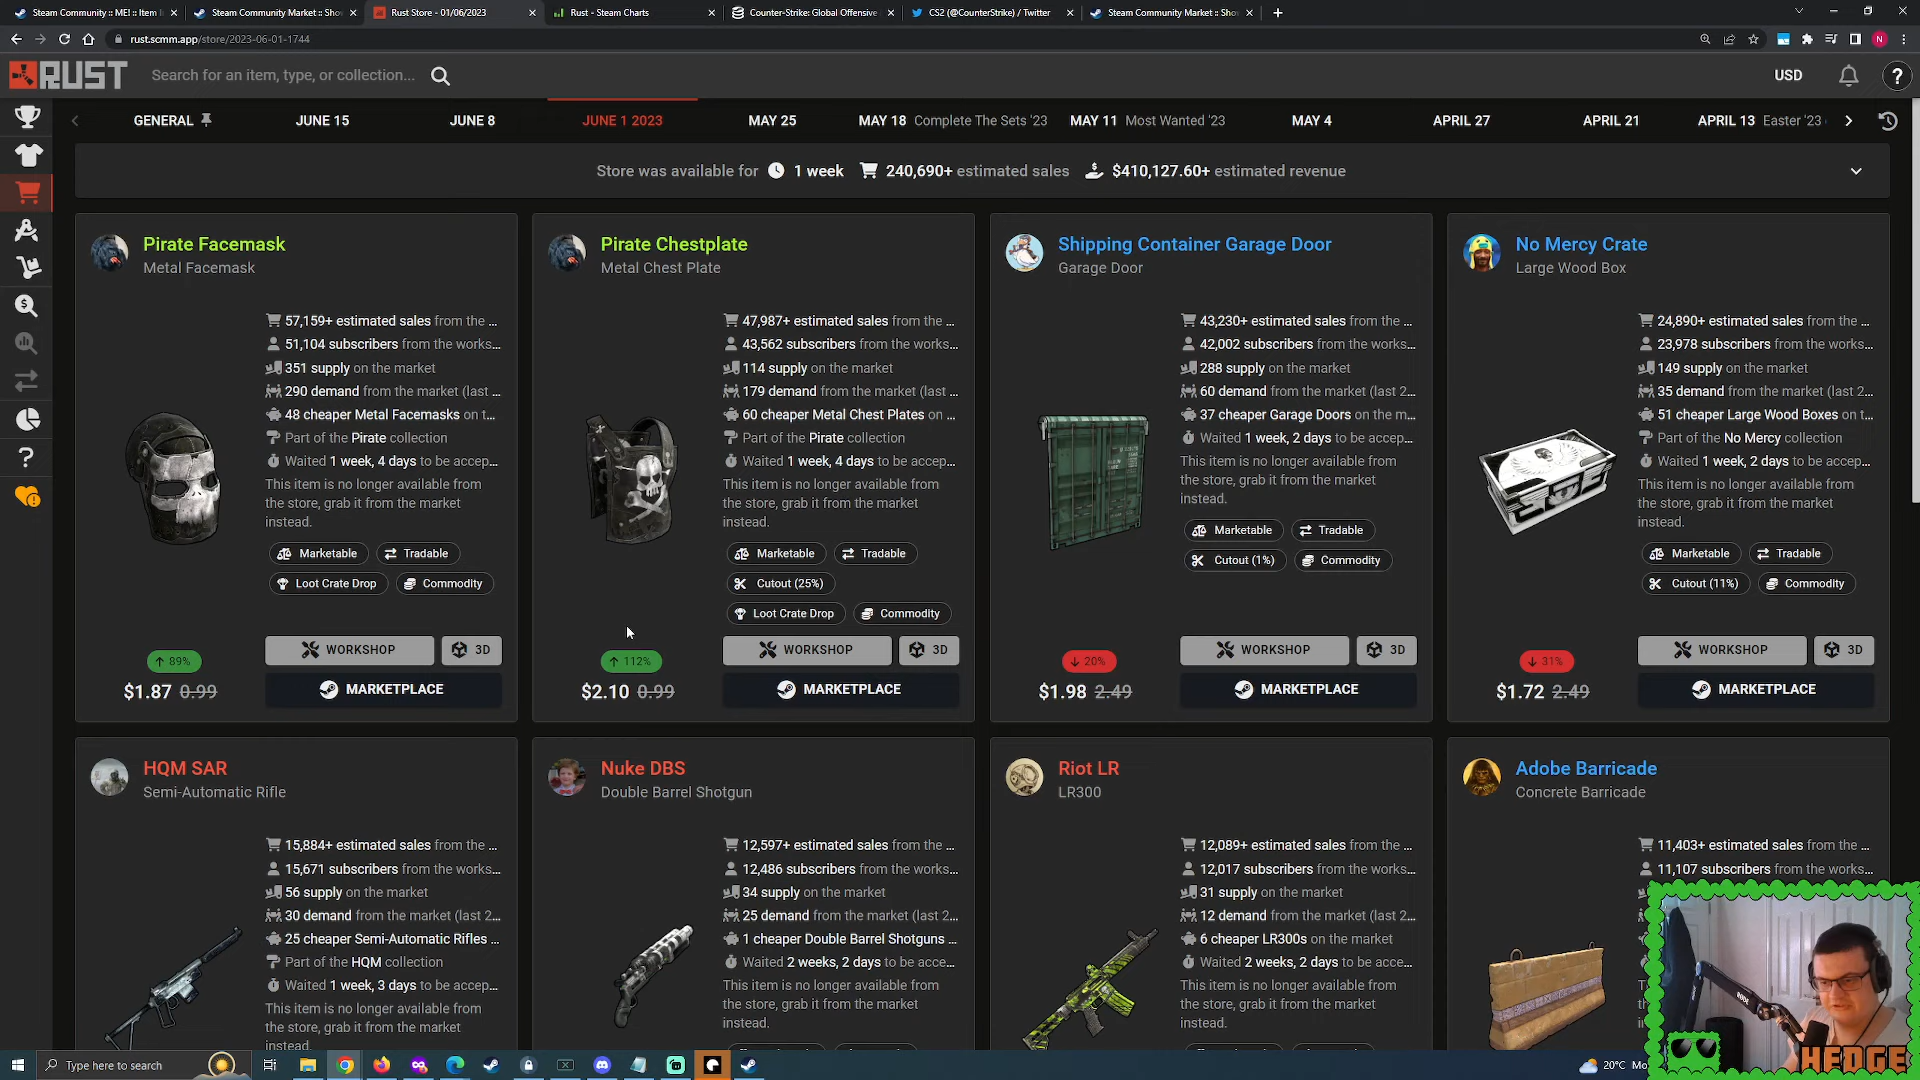 Steam Community :: ME! :: Item I
Steam Community Market :: Show
Rust Store - 01/06/2023
Rust - Steam Charts
Counter-Strike: Global Offensive
CS2 (@CounterStrike) / Twitter
Steam Community Market :: Show
rust.scmm.app/store/2023-06-01-1744
RUST
Search for an item, type, or collection...
USD
GENERAL
JUNE 15
JUNE 8
JUNE 1 2023
MAY 25
MAY 18 Complete The Sets '23
MAY 11 Most Wanted '23
MAY 4
APRIL 27
APRIL 21
APRIL 13 Easter '23
Store was available for 1 week 240,690+ estimated sales $410,127.60+ estimated revenue
Pirate Facemask
Metal Facemask
57,159+ estimated sales from the ...
51,104 subscribers from the works...
351 supply on the market
290 demand from the market (last ...
48 cheaper Metal Facemasks on t...
Part of the Pirate collection
Waited 1 week, 4 days to be accep...
This item is no longer available from
the store, grab it from the market
instead.
Marketable Tradable
Loot Crate Drop Commodity
89%
$1.87 0.99
WORKSHOP 3D
MARKETPLACE
Pirate Chestplate
Metal Chest Plate
47,987+ estimated sales from the ...
43,562 subscribers from the works...
114 supply on the market
179 demand from the market (last ...
60 cheaper Metal Chest Plates on ...
Part of the Pirate collection
Waited 1 week, 4 days to be accep...
This item is no longer available from
the store, grab it from the market
instead.
Marketable Tradable
Cutout (25%)
Loot Crate Drop Commodity
112%
$2.10 0.99
WORKSHOP 3D
MARKETPLACE
Shipping Container Garage Door
Garage Door
43,230+ estimated sales from the ...
42,002 subscribers from the works...
288 supply on the market
60 demand from the market (last 2...
37 cheaper Garage Doors on the m...
Waited 1 week, 2 days to be accep...
This item is no longer available from
the store, grab it from the market
instead.
Marketable Tradable
Cutout (1%) Commodity
20%
$1.98 2.49
WORKSHOP 3D
MARKETPLACE
No Mercy Crate
Large Wood Box
24,890+ estimated sales from the ...
23,978 subscribers from the works...
149 supply on the market
35 demand from the market (last 2...
51 cheaper Large Wood Boxes on t...
Part of the No Mercy collection
Waited 1 week, 2 days to be accep...
This item is no longer available from
the store, grab it from the market
instead.
Marketable Tradable
Cutout (11%) Commodity
31%
$1.72 2.49
WORKSHOP 3D
MARKETPLACE
HQM SAR
Semi-Automatic Rifle
15,884+ estimated sales from the ...
15,671 subscribers from the works...
56 supply on the market
30 demand from the market (last 2...
25 cheaper Semi-Automatic Rifles ...
Part of the HQM collection
Waited 1 week, 3 days to be accep...
This item is no longer available from
the store, grab it from the market
instead.
Nuke DBS
Double Barrel Shotgun
12,597+ estimated sales from the ...
12,486 subscribers from the works...
34 supply on the market
25 demand from the market (last 2...
1 cheaper Double Barrel Shotguns ...
Waited 2 weeks, 2 days to be acce...
This item is no longer available from
the store, grab it from the market
instead.
Riot LR
LR300
12,089+ estimated sales from the ...
12,017 subscribers from the works...
31 supply on the market
12 demand from the market (last 2...
6 cheaper LR300s on the market
Waited 2 weeks, 2 days to be acce...
This item is no longer available from
the store, grab it from the market
instead.
Adobe Barricade
Concrete Barricade
11,403+ estimated sales from the ...
11,107 subscribers from the works...
RODE
HEDGE
Type here to search
20°C